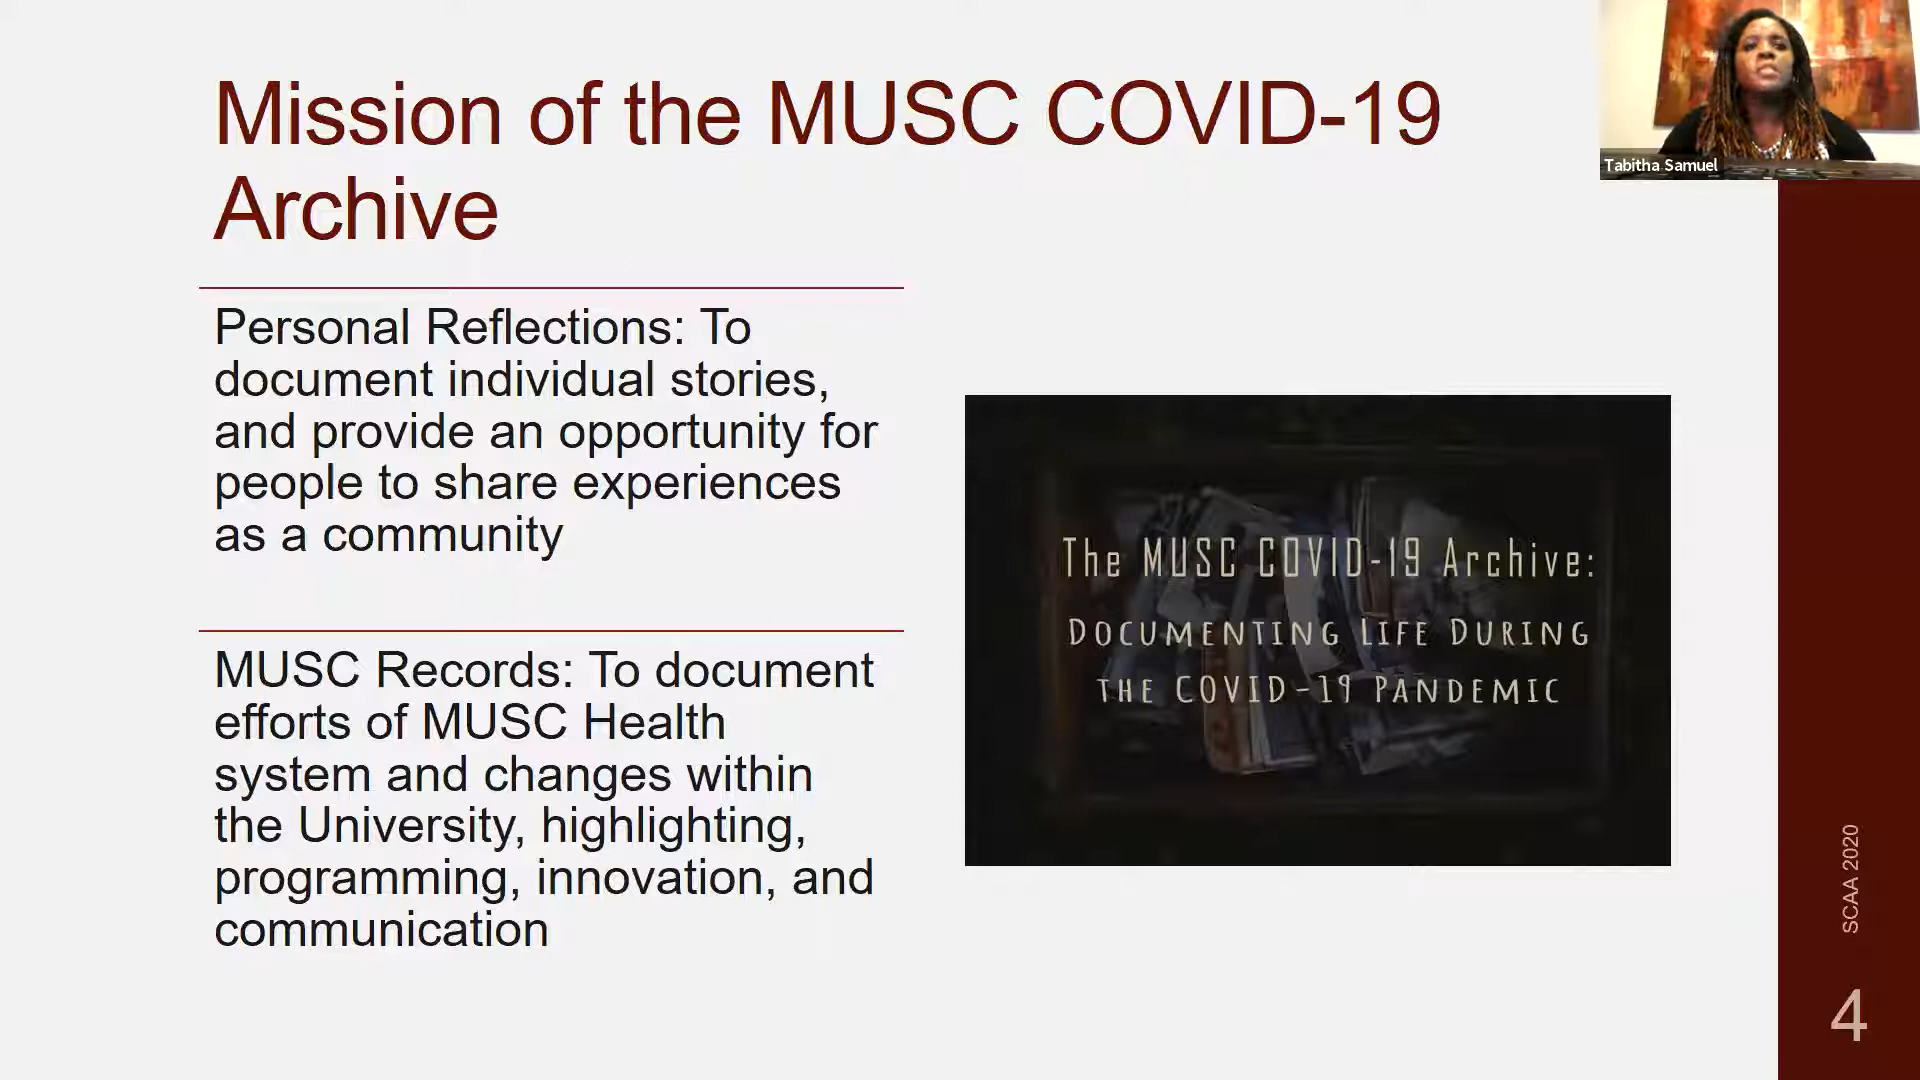 Mission of the MUSC COVID-19
Archive
Tabitha Samuel
Personal Reflections: To
document individual stories,
and provide an opportunity for
people to share experiences
as a community
MUSC Records: To document
efforts of MUSC Health
system and changes within
the University, highlighting,
programming, innovation, and
communication
The MUSC COVID-19 Archive:
Documenting Life During
the COVID-19 Pandemic
SCAA 2020
4